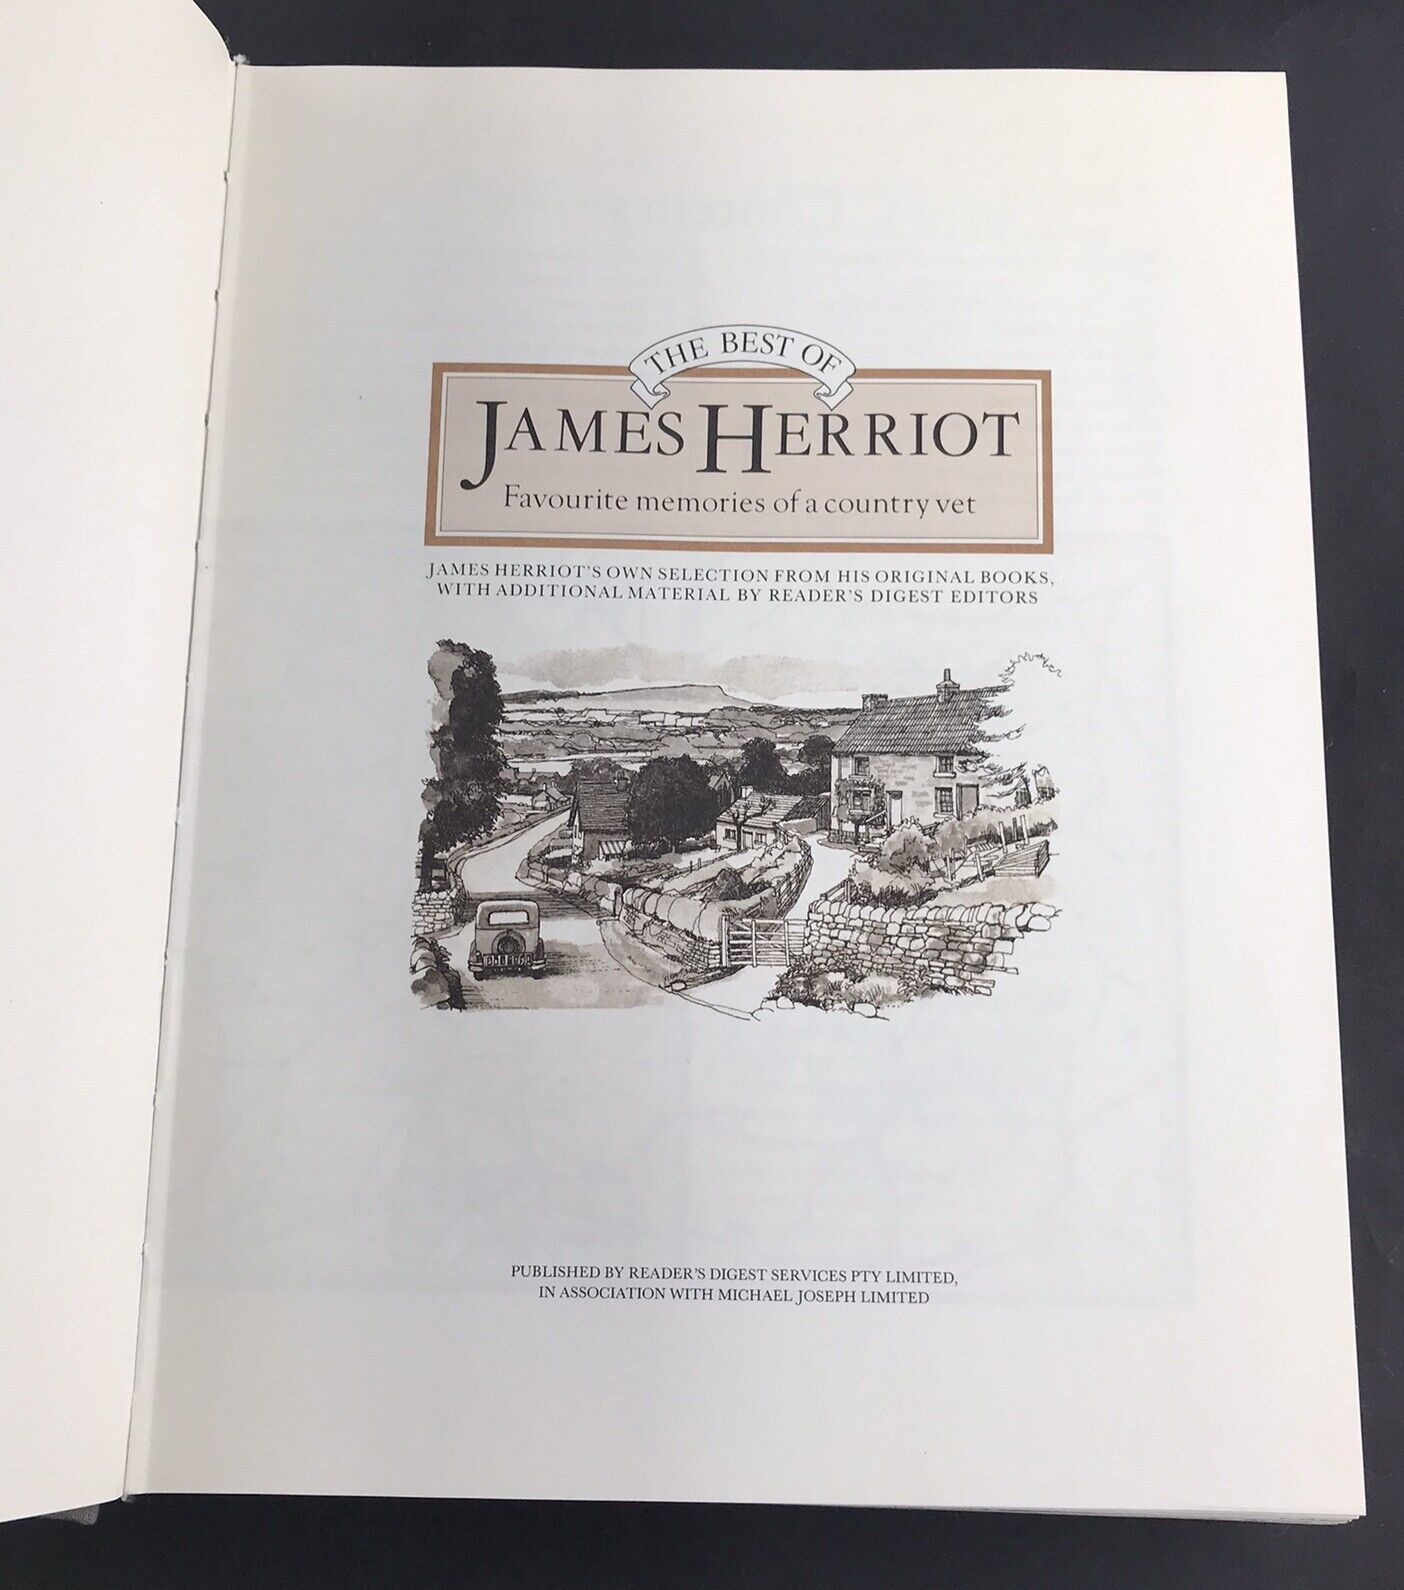 THE BEST OF
JAMES HERRIOT
Favourite memories of a country vet
JAMES HERRIOT'S OWN SELECTION FROM HIS ORIGINAL BOOKS,
WITH ADDITIONAL MATERIAL BY READER'S DIGEST EDITORS
PUBLISHED BY READER'S DIGEST SERVICES PTY LIMITED,
IN ASSOCIATION WITH MICHAEL JOSEPH LIMITED